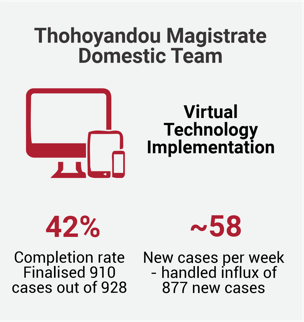 Thohoyandou Magistrate
Domestic Team
Virtual
Technology
Implementation
42%
Completion rate
Finalised 910
cases out of 928
~58
New cases per week
- handled influx of
877 new cases